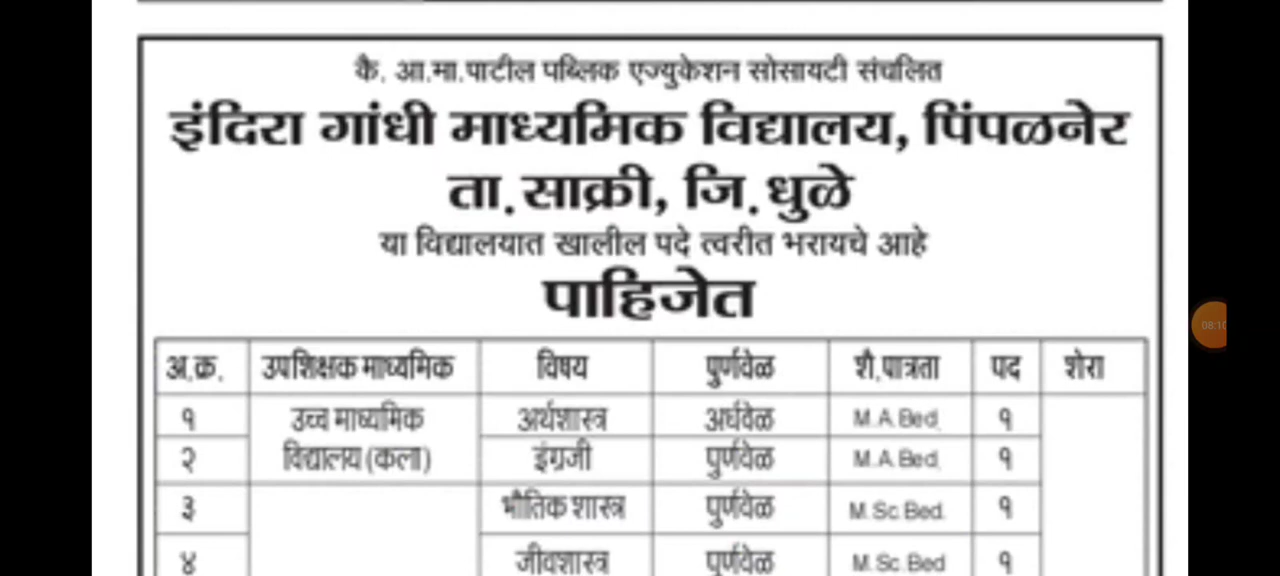 कै. आ.मा.पाटील पब्लिक एज्युकेशन सोसायटी संचलित
इंदिरा गांधी माध्यमिक विद्यालय, पिंपळनेर
ता. साक्री, जि. धुळे
या विद्यालयात खालील पदे त्वरीत भरायचे आहे
पाहिजेत
अ.क्र. उपशिक्षक माध्यमिक विषय पुर्णवेळ शै.पात्रता पद शेरा
१ उच्च माध्यमिक अर्थशास्त्र अर्धवेळ M.A.Bed. १
२ विद्यालय (कला) इंग्रजी पुर्णवेळ M.A.Bed. १
३ भौतिक शास्त्र पुर्णवेळ M.Sc.Bed. १
४ जीवशास्त्र पुर्णवेळ M.Sc.Bed १
08:10